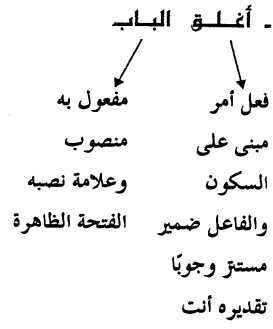 - أغلق الباب
فعل أمر
مبنى على
السكون
والفاعل ضمير
مستتر وجوبًا
تقديره أنت
مفعول به
منصوب
وعلامة نصبه
الفتحة الظاهرة